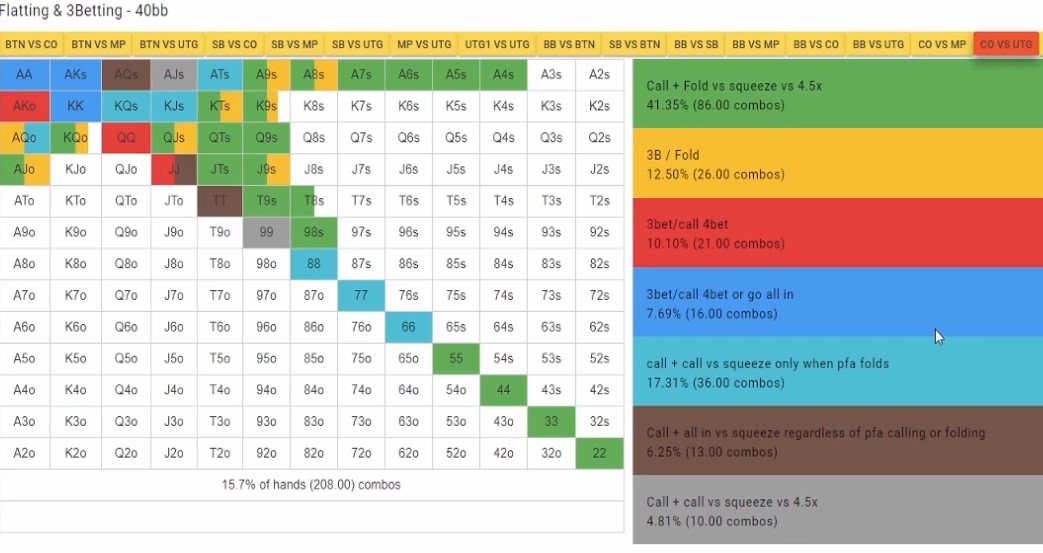 Flatting & 3Betting - 40bb
BTN VS CO BTN VS MP BTN VS UTG SB VS CO SB VS MP SB VS UTG MP VS UTG UTG1 VS UTG BB VS BTN SB VS BTN BB VS SB BB VS MP BB VS CO BB VS UTG CO VS MP CO VS UTG
AA AKs AQs AJs ATs A9s A8s A7s A6s A5s A4s A3s A2s
AKo KK KQs KJs KTs K9s K8s K7s K6s K5s K4s K3s K2s
AQo KQo QQ QJs QTs Q9s Q8s Q7s Q6s Q5s Q4s Q3s Q2s
AJo KJo QJo JJ JTs J9s J8s J7s J6s J5s J4s J3s J2s
ATo KTo QTo JTo TT T9s T8s T7s T6s T5s T4s T3s T2s
A9o K9o Q9o J9o T9o 99 98s 97s 96s 95s 94s 93s 92s
A8o K8o Q8o J8o T8o 98o 88 87s 86s 85s 84s 83s 82s
A7o K7o Q7o J7o T7o 97o 87o 77 76s 75s 74s 73s 72s
A6o K6o Q6o J6o T6o 96o 86o 76o 66 65s 64s 63s 62s
A5o K5o Q5o J5o T5o 95o 85o 75o 65o 55 54s 53s 52s
A4o K4o Q4o J4o T4o 94o 84o 74o 64o 54o 44 43s 42s
A3o K3o Q3o J3o T3o 93o 83o 73o 63o 53o 43o 33 32s
A2o K2o Q2o J2o T2o 92o 82o 72o 62o 52o 42o 32o 22
15.7% of hands (208.00) combos
Call + Fold vs squeeze vs 4.5x
41.35% (86.00 combos)
3B / Fold
12.50% (26.00 combos)
3bet/call 4bet
10.10% (21.00 combos)
3bet/call 4bet or go all in
7.69% (16.00 combos)
call + call vs squeeze only when pfa folds
17.31% (36.00 combos)
Call + all in vs squeeze regardless of pfa calling or folding
6.25% (13.00 combos)
Call + call vs squeeze vs 4.5x
4.81% (10.00 combos)